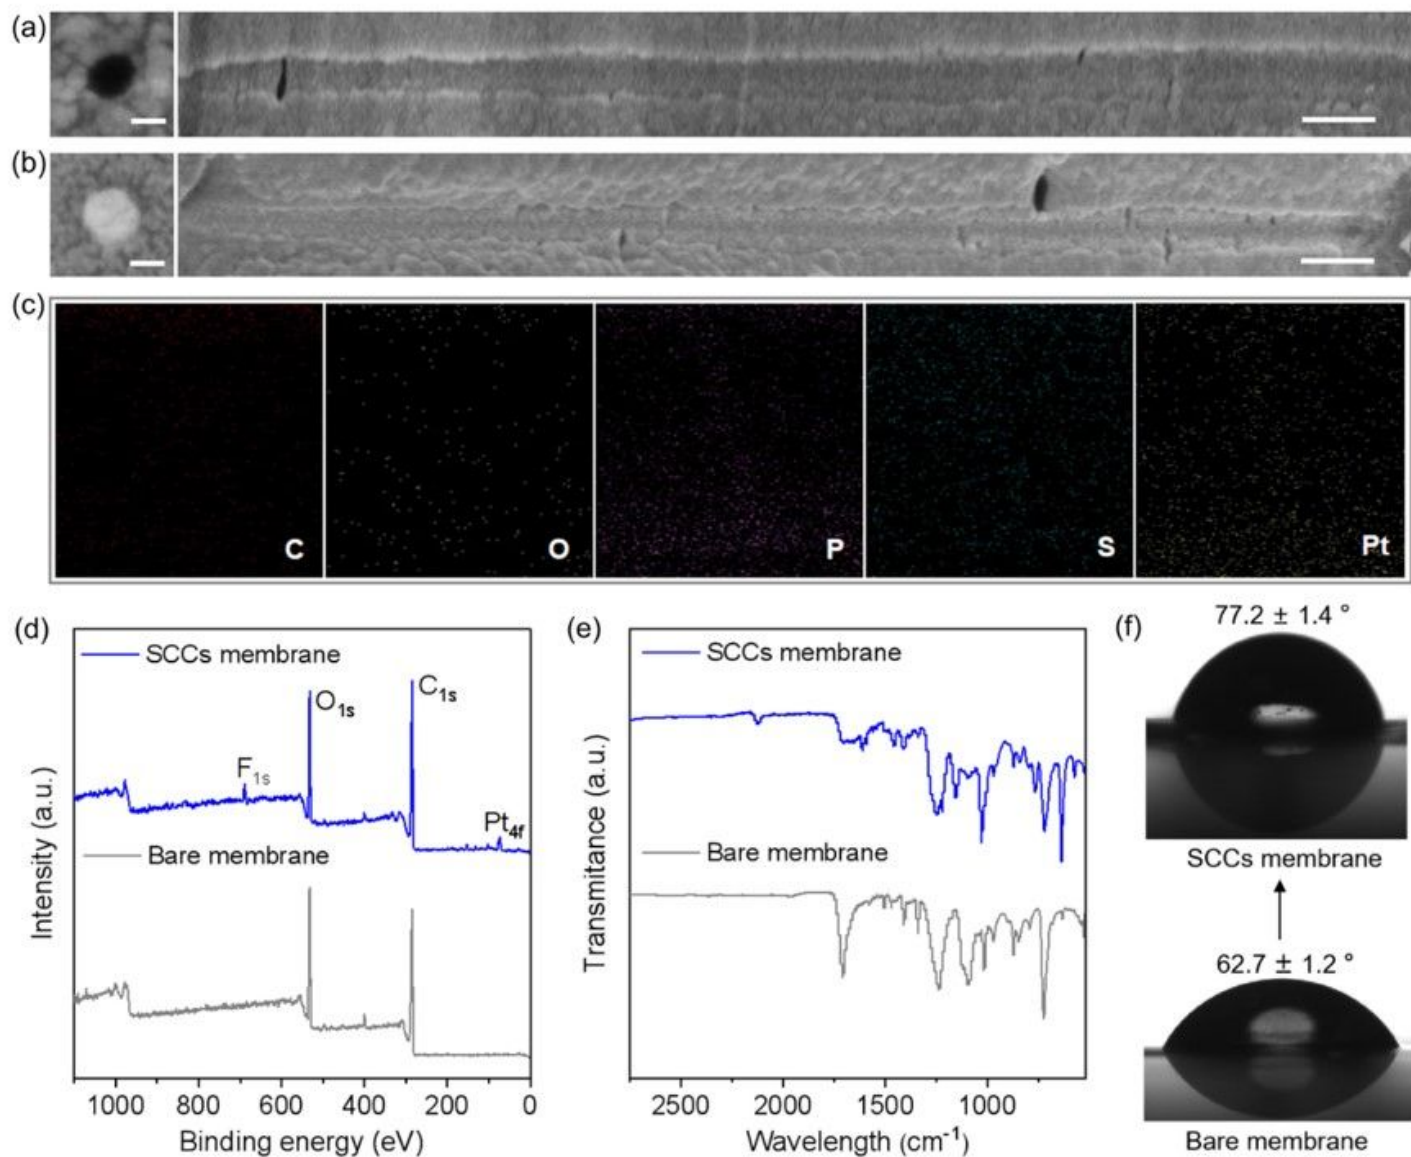 (a)
(b)
(c)
C
O
P
S
Pt
(d)
SCCs membrane
O1s
C1s
F1s
Pt4f
Bare membrane
Intensity (a.u.)
1000
800
600
400
200
0
Binding energy (eV)
(e)
SCCs membrane
Bare membrane
Transmitance (a.u.)
2500
2000
1500
1000
Wavelength (cm-1)
(f)
77.2 ± 1.4 °
SCCs membrane
62.7 ± 1.2 °
Bare membrane